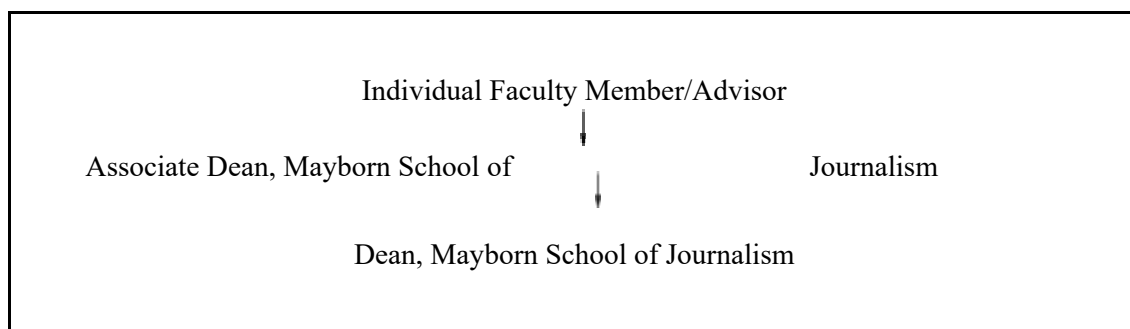 Individual Faculty Member/Advisor
Associate Dean, Mayborn School of Journalism
Dean, Mayborn School of Journalism